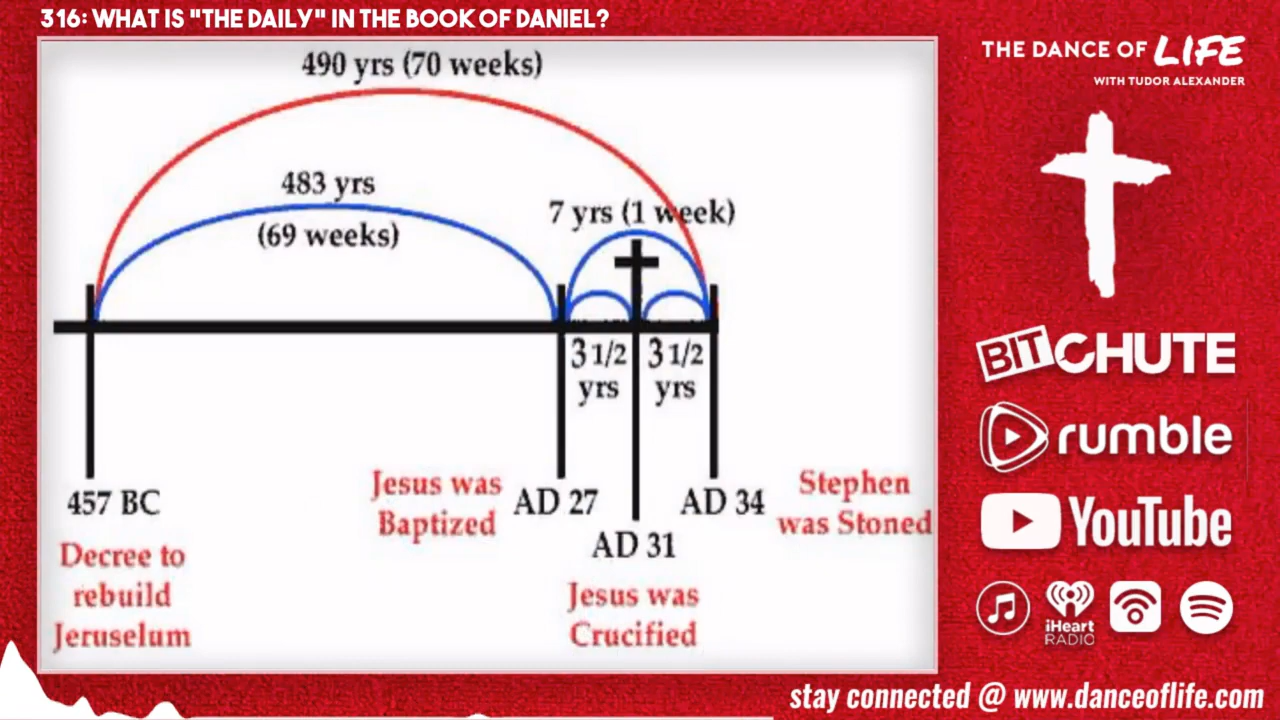 316: WHAT IS "THE DAILY" IN THE BOOK OF DANIEL?
490 yrs (70 weeks)
483 yrs
(69 weeks)
7 yrs (1 week)
3 1/2
yrs
3 1/2
yrs
457 BC
Decree to
rebuild
Jeruselum
Jesus was
Baptized
AD 27
AD 31
Jesus was
Crucified
AD 34
Stephen
was Stoned
THE DANCE OF LIFE
WITH TUDOR ALEXANDER
BITCHUTE
rumble
YouTube
iHeart
RADIO
stay connected @ www.danceoflife.com